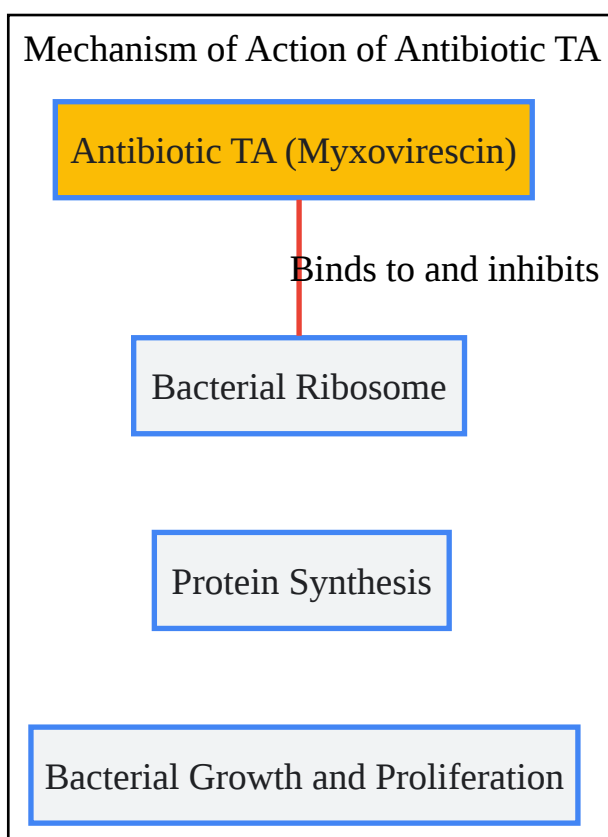 Mechanism of Action of Antibiotic TA
Antibiotic TA (Myxovirescin)
Binds to and inhibits
Bacterial Ribosome
Protein Synthesis
Bacterial Growth and Proliferation